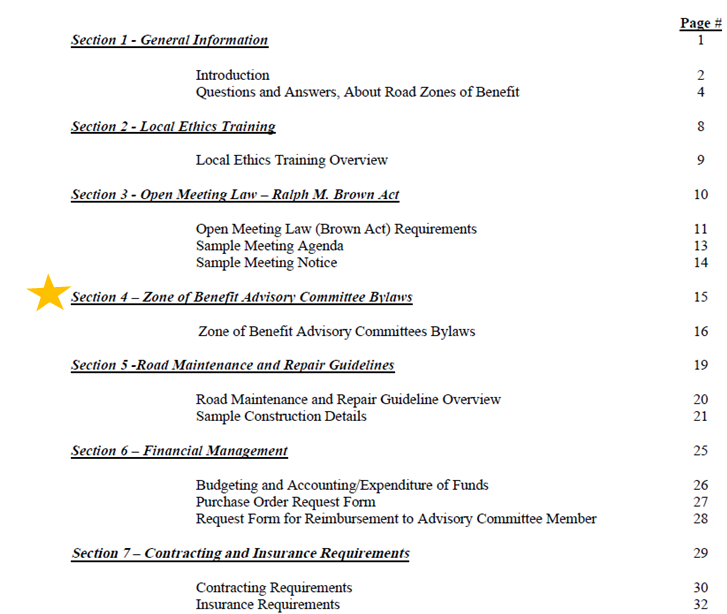 Page #
Section 1 - General Information 1
Introduction 2
Questions and Answers, About Road Zones of Benefit 4
Section 2 - Local Ethics Training 8
Local Ethics Training Overview 9
Section 3 - Open Meeting Law – Ralph M. Brown Act 10
Open Meeting Law (Brown Act) Requirements 11
Sample Meeting Agenda 13
Sample Meeting Notice 14
Section 4 – Zone of Benefit Advisory Committee Bylaws 15
Zone of Benefit Advisory Committees Bylaws 16
Section 5 -Road Maintenance and Repair Guidelines 19
Road Maintenance and Repair Guideline Overview 20
Sample Construction Details 21
Section 6 – Financial Management 25
Budgeting and Accounting/Expenditure of Funds 26
Purchase Order Request Form 27
Request Form for Reimbursement to Advisory Committee Member 28
Section 7 – Contracting and Insurance Requirements 29
Contracting Requirements 30
Insurance Requirements 32